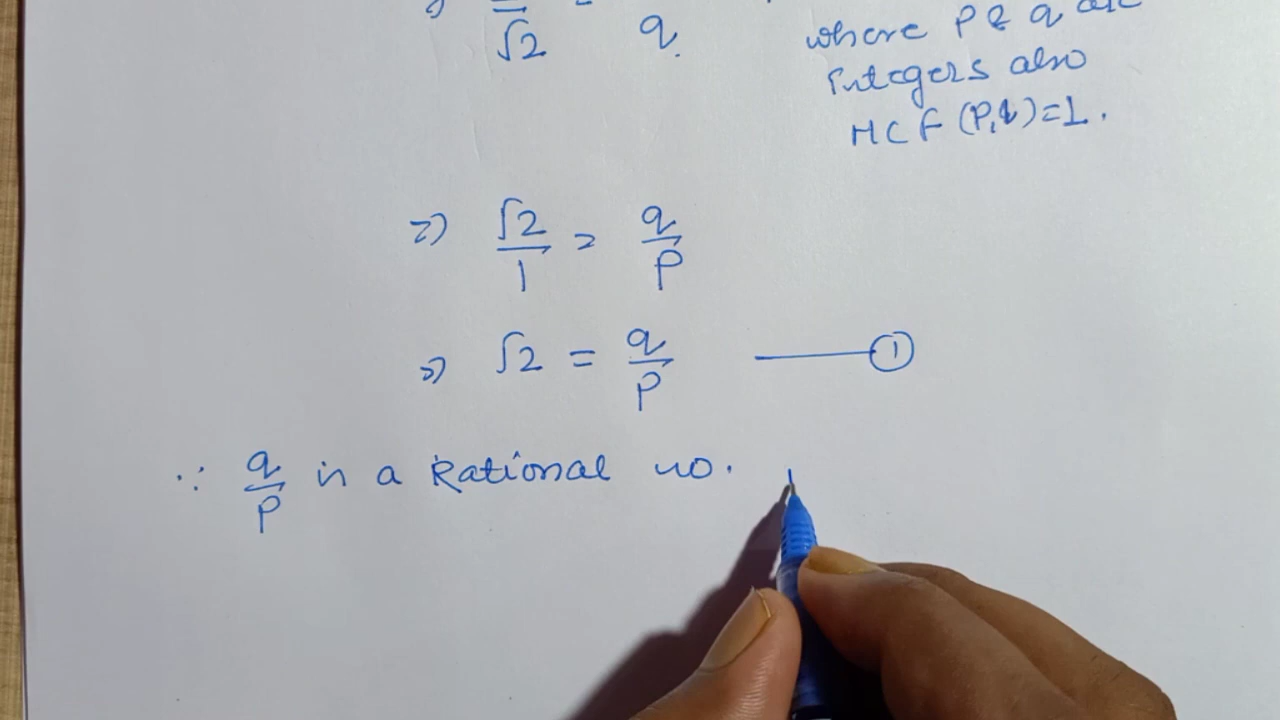 √2 q.
where P & q are
integers also
HCF (P,q)=1.
⇒ √2/1 = q/P
⇒ √2 = q/P —— ①
∵ q/P is a Rational no.